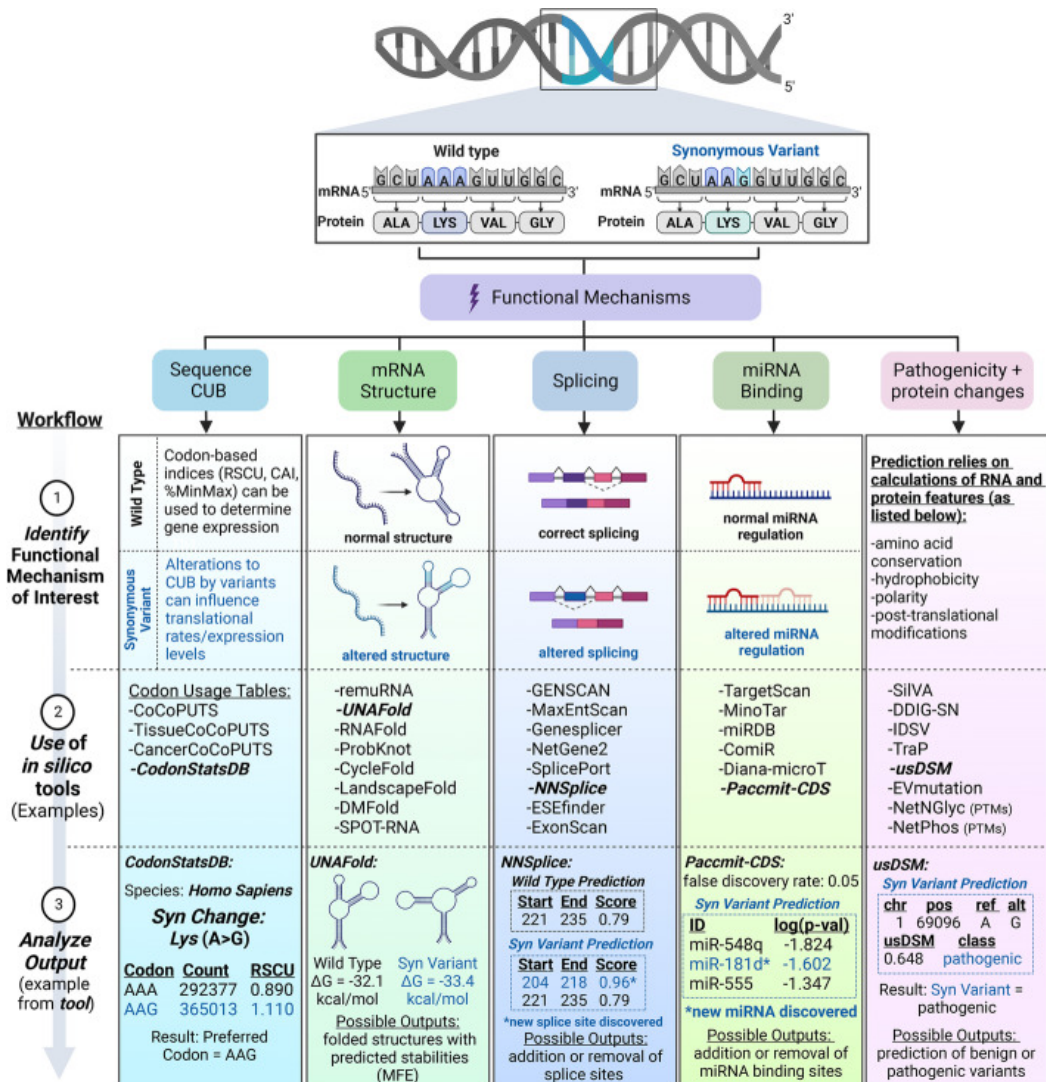 3'
5'
Wild type
Synonymous Variant
G C U A A A G U U G G C
mRNA 5' 3'
Protein ALA LYS VAL GLY
G C U A A G G U U G G C
mRNA 5' 3'
Protein ALA LYS VAL GLY
Functional Mechanisms
Sequence
CUB
mRNA
Structure
Splicing
miRNA
Binding
Pathogenicity +
protein changes
Workflow
1
Identify
Functional
Mechanism
of Interest
Wild Type
Codon-based
indices (RSCU, CAI,
%MinMax) can be
used to determine
gene expression
Synonymous
Variant
Alterations to
CUB by variants
can influence
translational
rates/expression
levels
normal structure
altered structure
correct splicing
altered splicing
normal miRNA
regulation
altered miRNA
regulation
Prediction relies on
calculations of RNA and
protein features (as
listed below):
-amino acid
conservation
-hydrophobicity
-polarity
-post-translational
modifications
2
Use of
in silico
tools
(Examples)
Codon Usage Tables:
-CoCoPUTS
-TissueCoCoPUTS
-CancerCoCoPUTS
-CodonStatsDB
-remuRNA
-UNAFold
-RNAFold
-ProbKnot
-CycleFold
-LandscapeFold
-DMFold
-SPOT-RNA
-GENSCAN
-MaxEntScan
-Genesplicer
-NetGene2
-SplicePort
-NNSplice
-ESEfinder
-ExonScan
-TargetScan
-MinoTar
-miRDB
-ComiR
-Diana-microT
-Paccmit-CDS
-SilVA
-DDIG-SN
-IDSV
-TraP
-usDSM
-EVmutation
-NetNGlyc (PTMs)
-NetPhos (PTMs)
3
Analyze
Output
(example
from tool)
CodonStatsDB:
Species: Homo Sapiens
Syn Change:
Lys (A>G)
Codon Count RSCU
AAA 292377 0.890
AAG 365013 1.110
Result: Preferred
Codon = AAG
UNAFold:
Wild Type
ΔG = -32.1
kcal/mol
Syn Variant
ΔG = -33.4
kcal/mol
Possible Outputs:
folded structures with
predicted stabilities
(MFE)
NNSplice:
Wild Type Prediction
Start End Score
221 235 0.79
Syn Variant Prediction
Start End Score
204 218 0.96*
221 235 0.79
*new splice site discovered
Possible Outputs:
addition or removal of
splice sites
Paccmit-CDS:
false discovery rate: 0.05
Syn Variant Prediction
ID log(p-val)
miR-548q -1.824
miR-181d* -1.602
miR-555 -1.347
*new miRNA discovered
Possible Outputs:
addition or removal of
miRNA binding sites
usDSM:
Syn Variant Prediction
chr pos ref alt
1 69096 A G
usDSM class
0.648 pathogenic
Result: Syn Variant =
pathogenic
Possible Outputs:
prediction of benign or
pathogenic variants